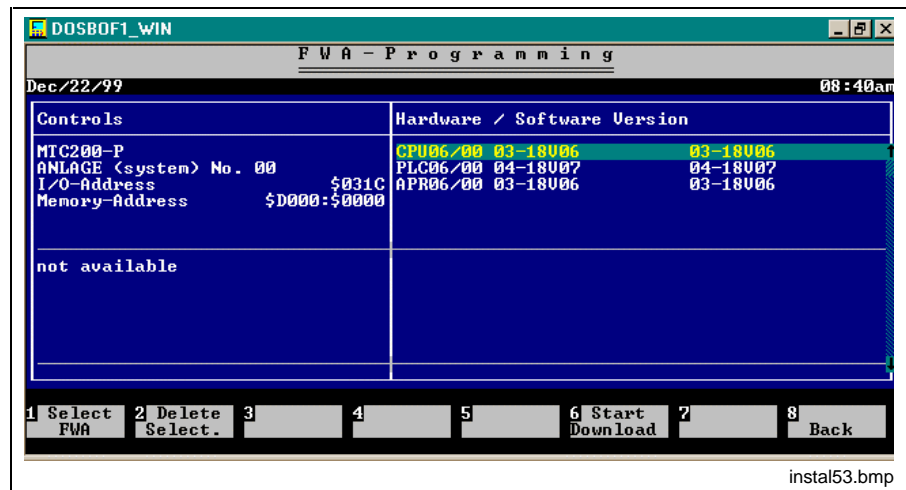 DOSBOF1_WIN
FWA-Programming
Dec/22/99 08:40am
Controls Hardware / Software Version
MTC200-P CPU06/00 03-18V06 03-18V06
ANLAGE (system) No. 00 PLC06/00 04-18V07 04-18V07
I/O-Address $031C APR06/00 03-18V06 03-18V06
Memory-Address $D000:$0000
not available
1 Select FWA 2 Delete Select. 3 4 5 6 Start Download 7 8 Back
instal53.bmp